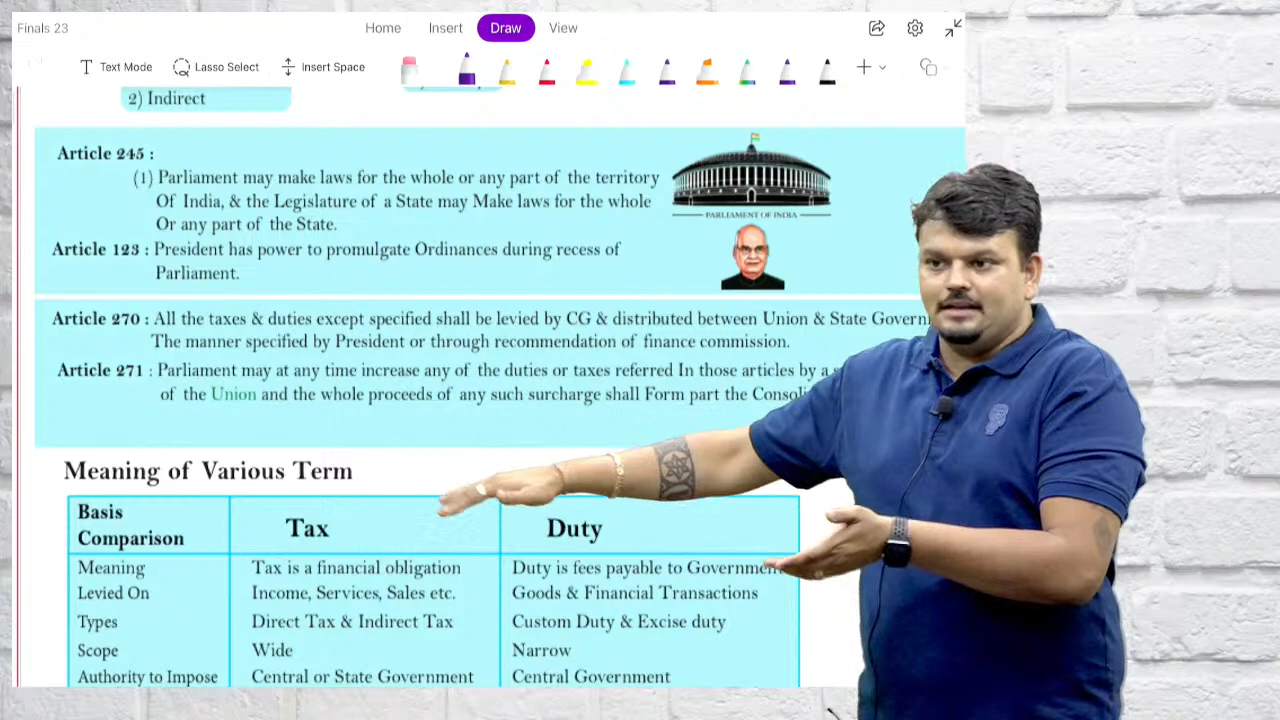 Finals 23
Home Insert Draw View
Text Mode Lasso Select Insert Space
2) Indirect
Article 245 :
(1) Parliament may make laws for the whole or any part of the territory
Of India, & the Legislature of a State may Make laws for the whole
Or any part of the State.
PARLIAMENT OF INDIA
Article 123 : President has power to promulgate Ordinances during recess of
Parliament.
Article 270 : All the taxes & duties except specified shall be levied by CG & distributed between Union & State
The manner specified by President or through recommendation of finance commission.
Article 271 : Parliament may at any time increase any of the duties or taxes referred In those articles by a
of the Union and the whole proceeds of any such surcharge shall Form part the
Meaning of Various Term
Basis Comparison Tax Duty
Meaning Tax is a financial obligation Duty is fees payable to Government
Levied On Income, Services, Sales etc. Goods & Financial Transactions
Types Direct Tax & Indirect Tax Custom Duty & Excise duty
Scope Wide Narrow
Authority to Impose Central or State Government Central Government